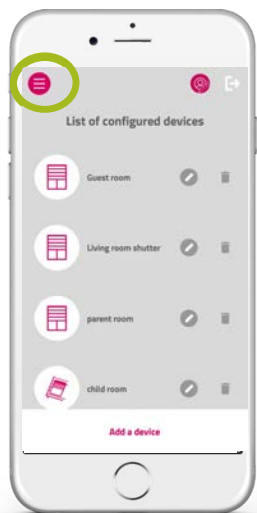 List of configured devices
Guest room
Living room shutter
parent room
child room
Add a device